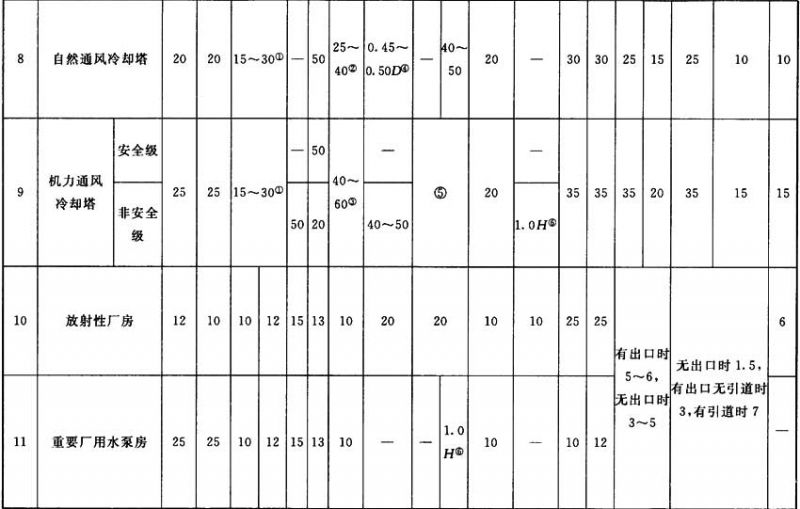 8 自然通风冷却塔 20 20 15～30① — 50 25～40② 0.45～0.50D④ — 40～50 20 — 30 30 25 15 25 10 10
9 机力通风冷却塔 安全级 25 25 15～30① — 50 40～60③ — ⑤ 20 — 35 35 35 20 35 15 15
非安全级 50 20 40～50 1.0H⑥
10 放射性厂房 12 10 10 12 15 13 10 20 20 10 10 25 25 有出口时5～6，无出口时3～5 无出口时1.5，有出口无引道时3，有引道时7 6
11 重要厂用水泵房 25 25 10 12 15 13 10 — — 1.0H⑥ 10 — 10 12 —